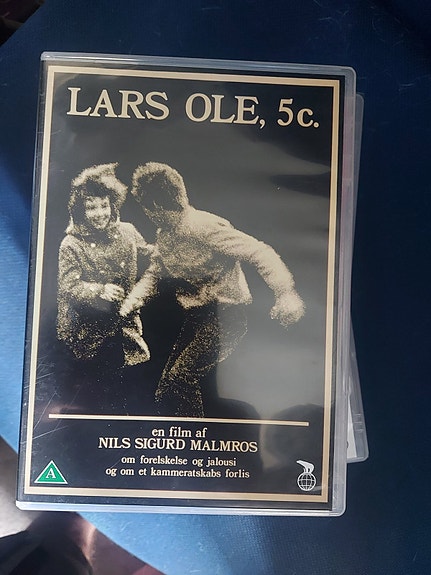 LARS OLE, 5c.
en film af
NILS SIGURD MALMROS
om forelskelse og jalousi
og om et kammeratskabs forlis
A